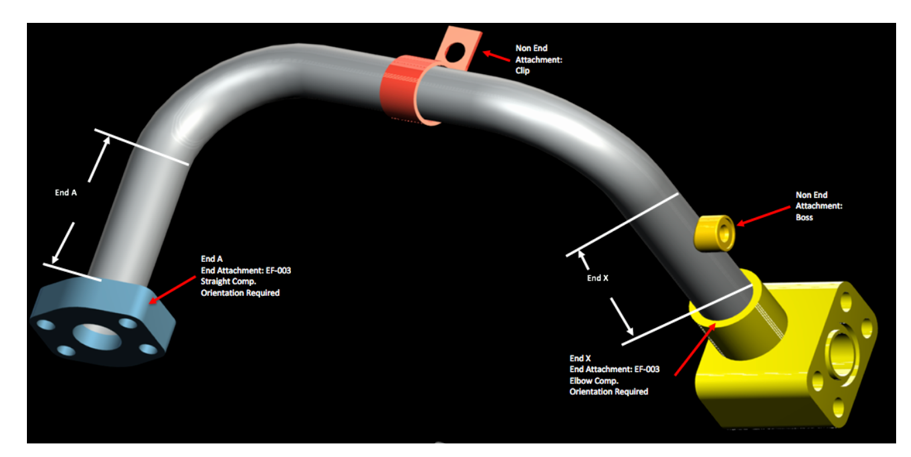 Non End
Attachment:
Clip
End A
Non End
Attachment:
Boss
End A
End Attachment: EF-003
Straight Comp.
Orientation Required
End X
End X
End Attachment: EF-003
Elbow Comp.
Orientation Required